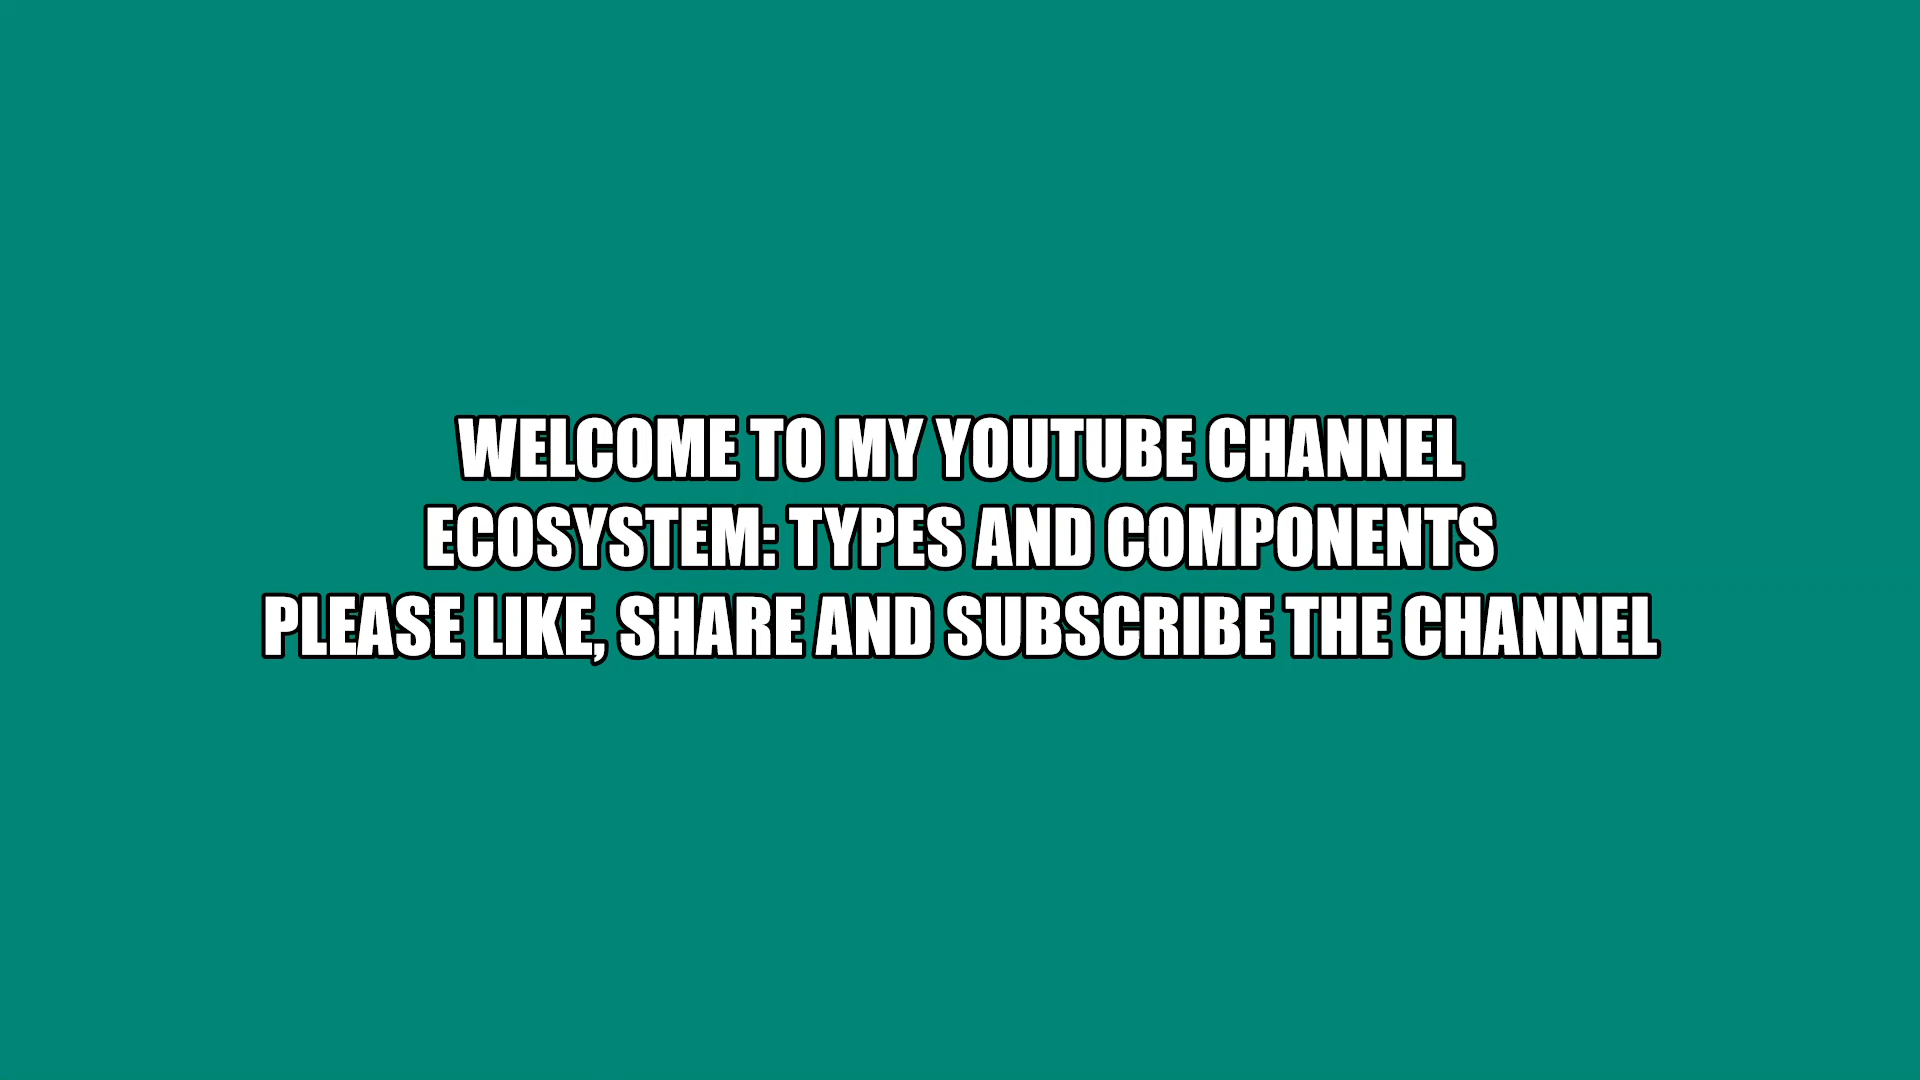 WELCOME TO MY YOUTUBE CHANNEL
ECOSYSTEM: TYPES AND COMPONENTS
PLEASE LIKE, SHARE AND SUBSCRIBE THE CHANNEL